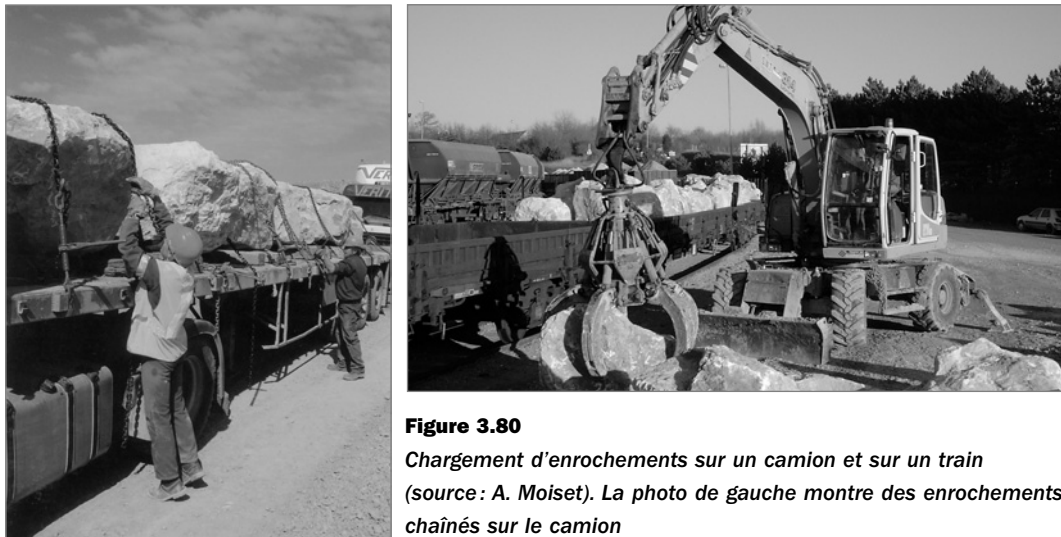 Figure 3.80
Chargement d'enrochements sur un camion et sur un train
(source : A. Moiset). La photo de gauche montre des enrochements
chaînés sur le camion